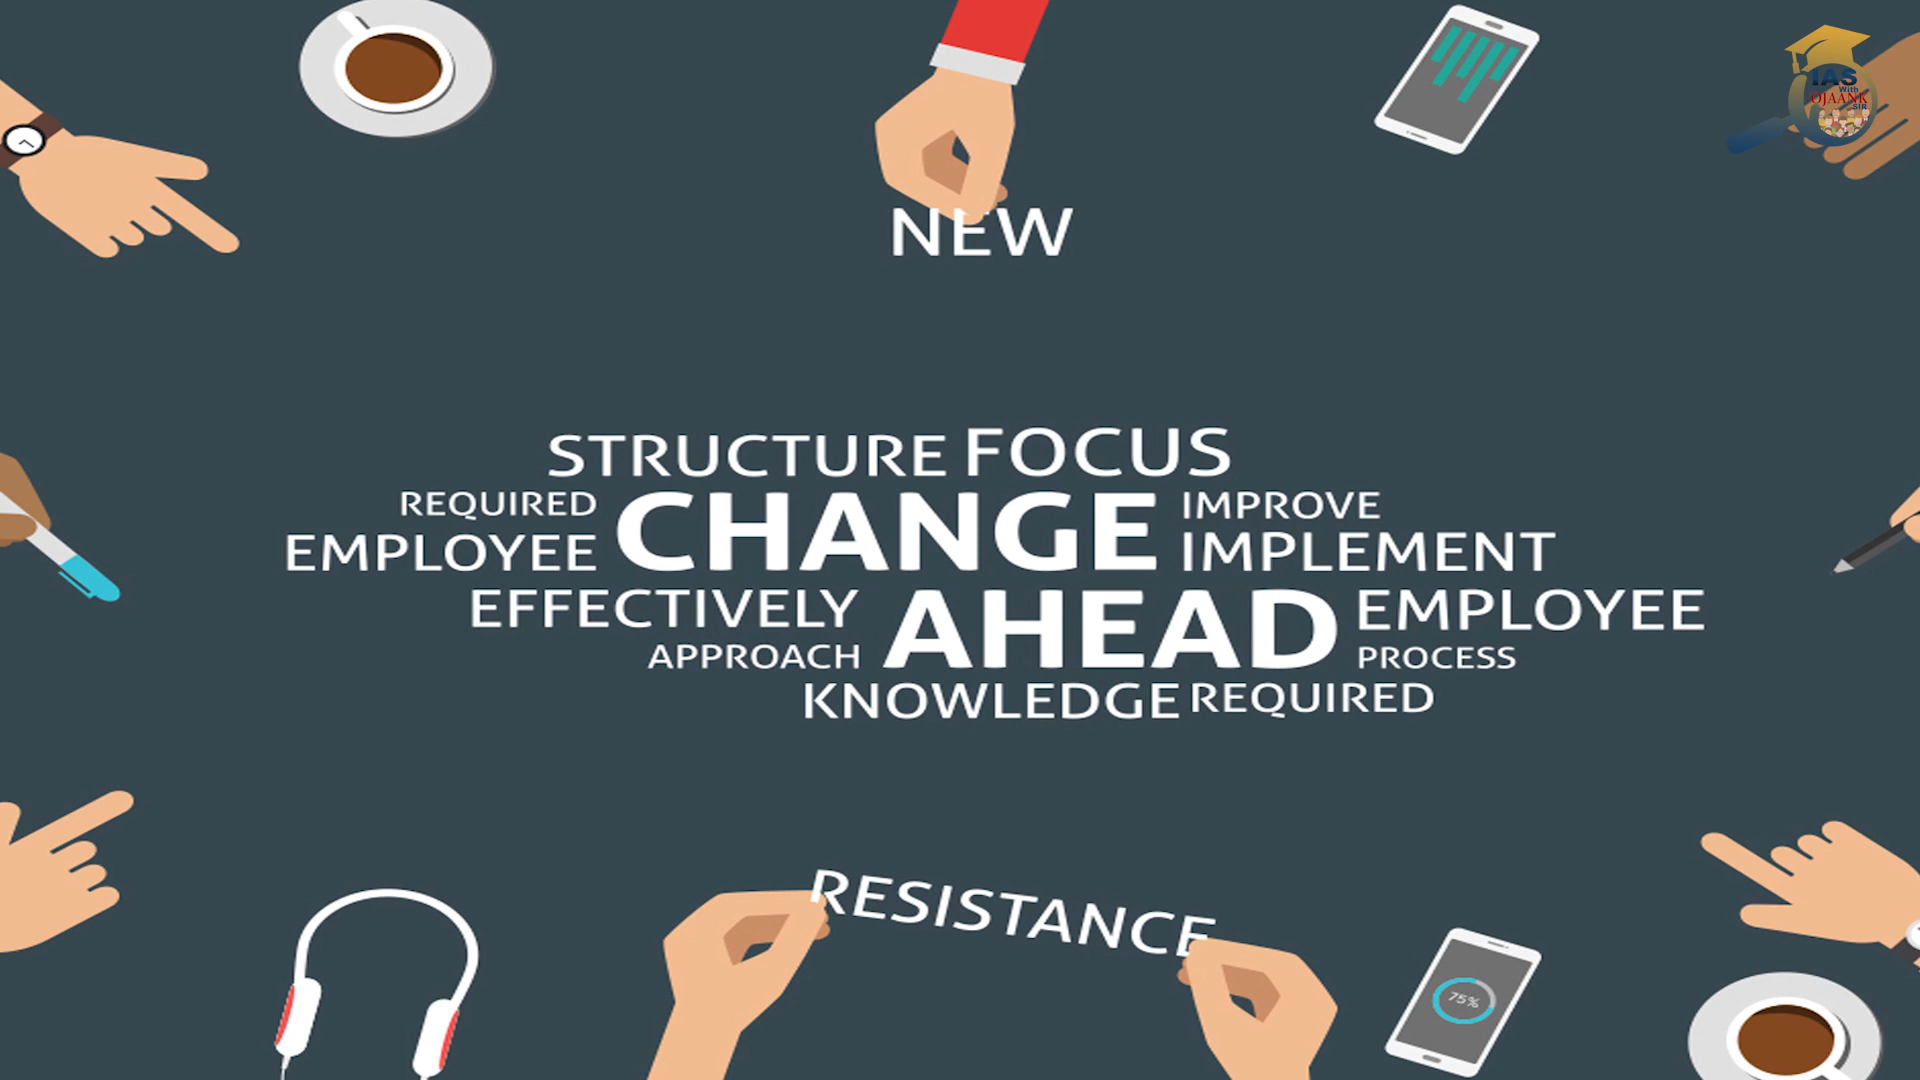 IAS
With
OJAANK
SIR
NEW
STRUCTURE FOCUS
REQUIRED CHANGE IMPROVE
EMPLOYEE IMPLEMENT
EFFECTIVELY AHEAD EMPLOYEE
APPROACH PROCESS
KNOWLEDGE REQUIRED
RESISTANCE
75%